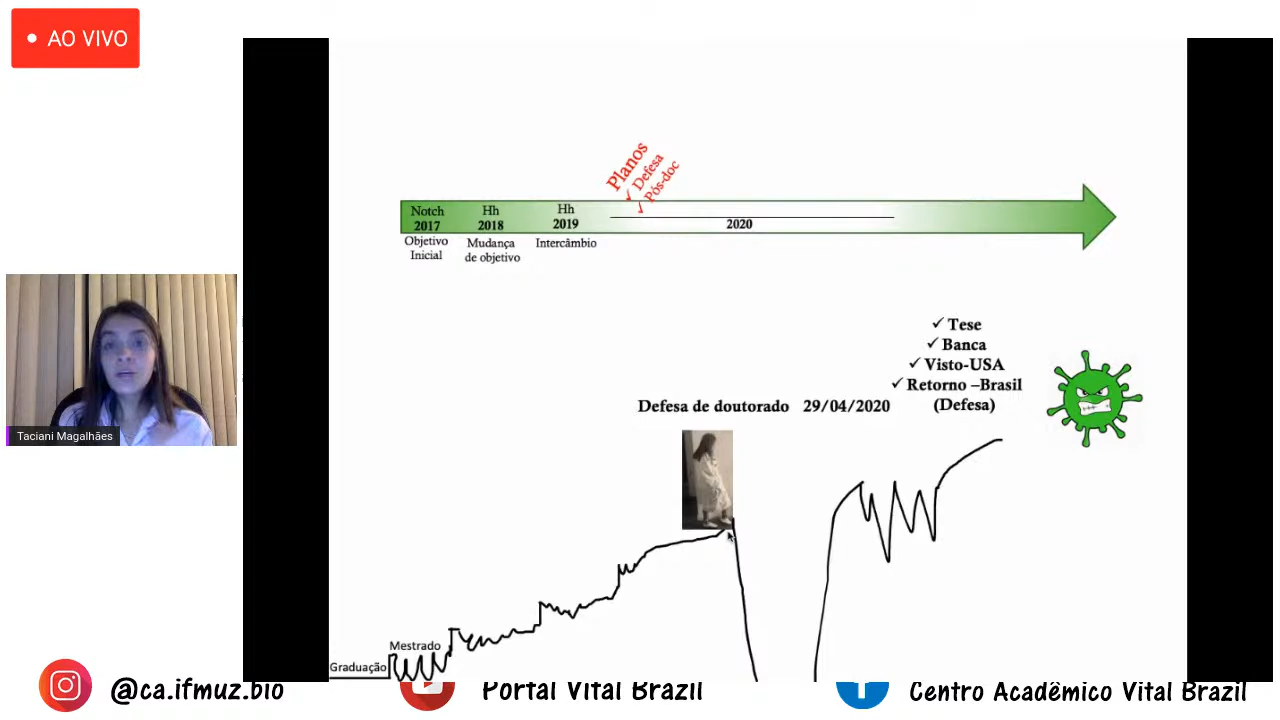 AO VIVO
Planos
✓ Defesa
✓ Pós-doc
Notch
2017
Objetivo
Inicial
Hh
2018
Mudança
de objetivo
Hh
2019
Intercâmbio
2020
✓ Tese
✓ Banca
✓ Visto-USA
✓ Retorno –Brasil
(Defesa)
Defesa de doutorado 29/04/2020
Taciani Magalhães
Mestrado
Graduação
@ca.ifmuz.bio
Portal Vital Brazil
Centro Acadêmico Vital Brazil